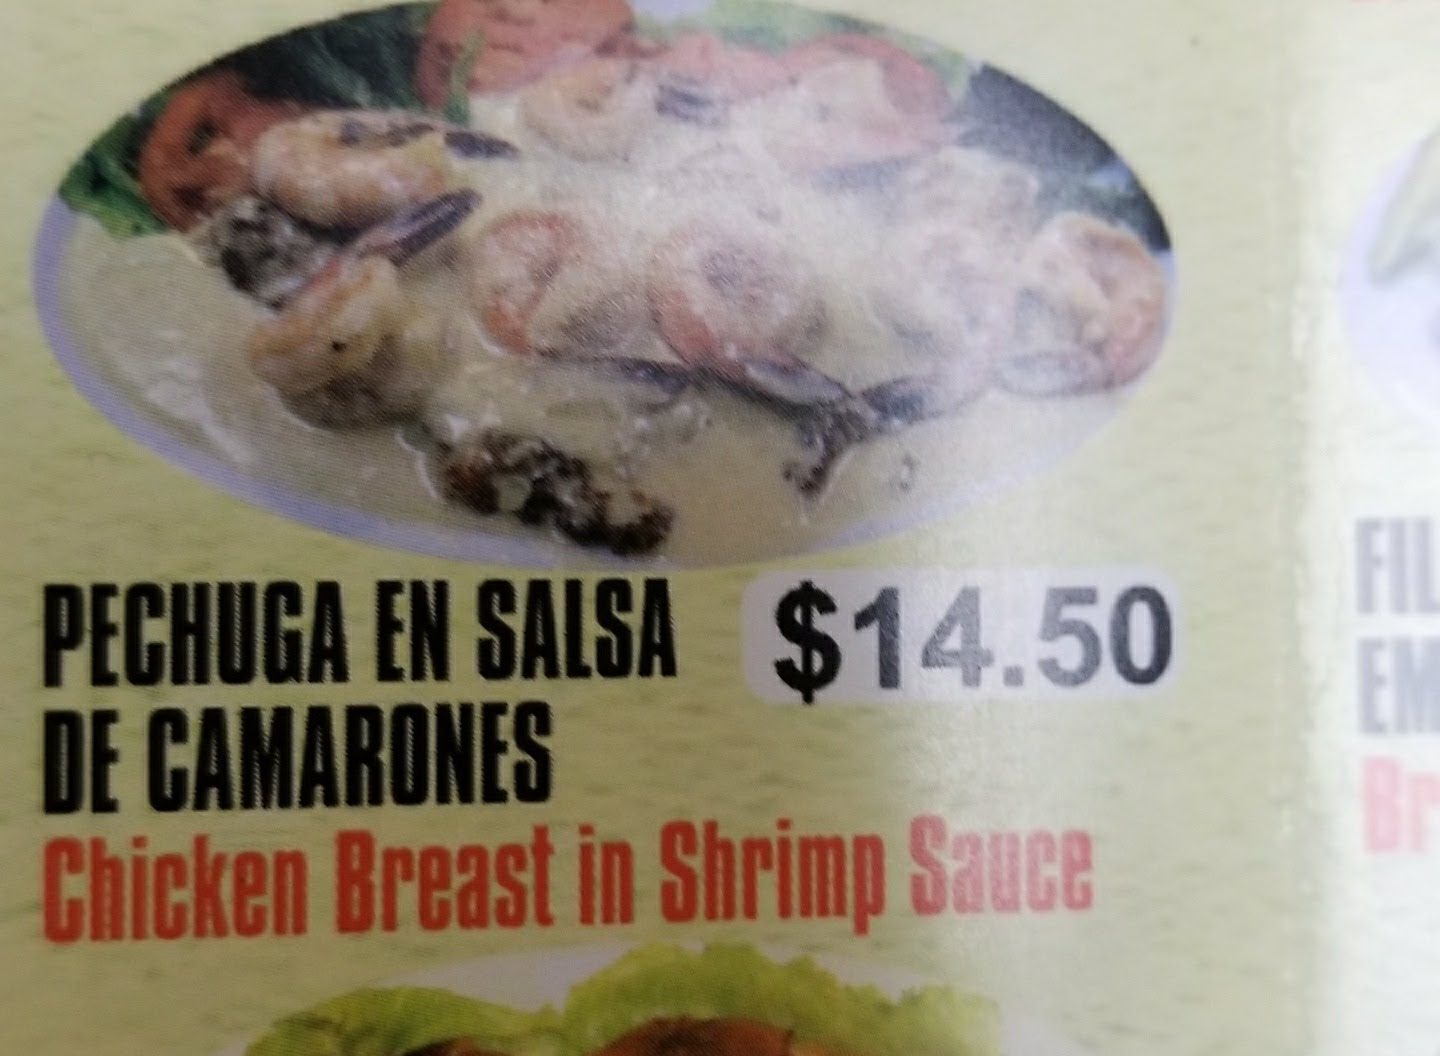 PECHUGA EN SALSA $14.50
DE CAMARONES
Chicken Breast in Shrimp Sauce